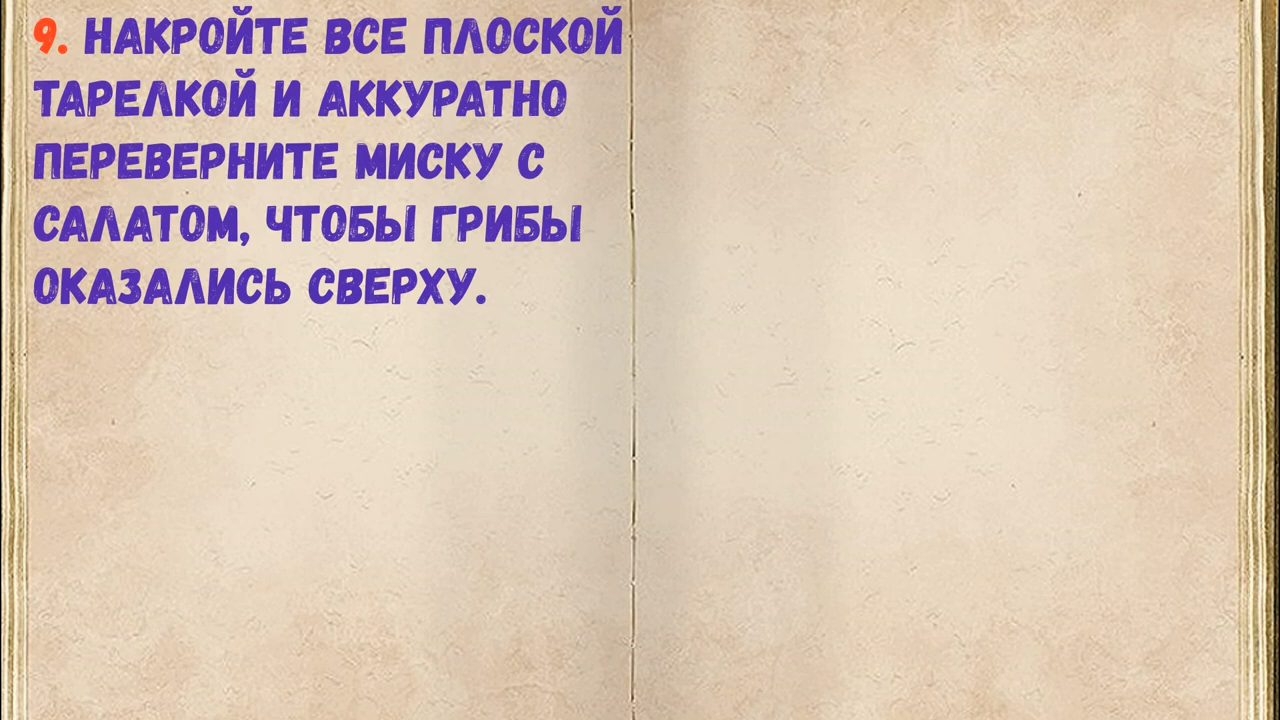 9. НАКРОЙТЕ ВСЕ ПЛОСКОЙ
ТАРЕЛКОЙ И АККУРАТНО
ПЕРЕВЕРНИТЕ МИСКУ С
САЛАТОМ, ЧТОБЫ ГРИБЫ
ОКАЗАЛИСЬ СВЕРХУ.